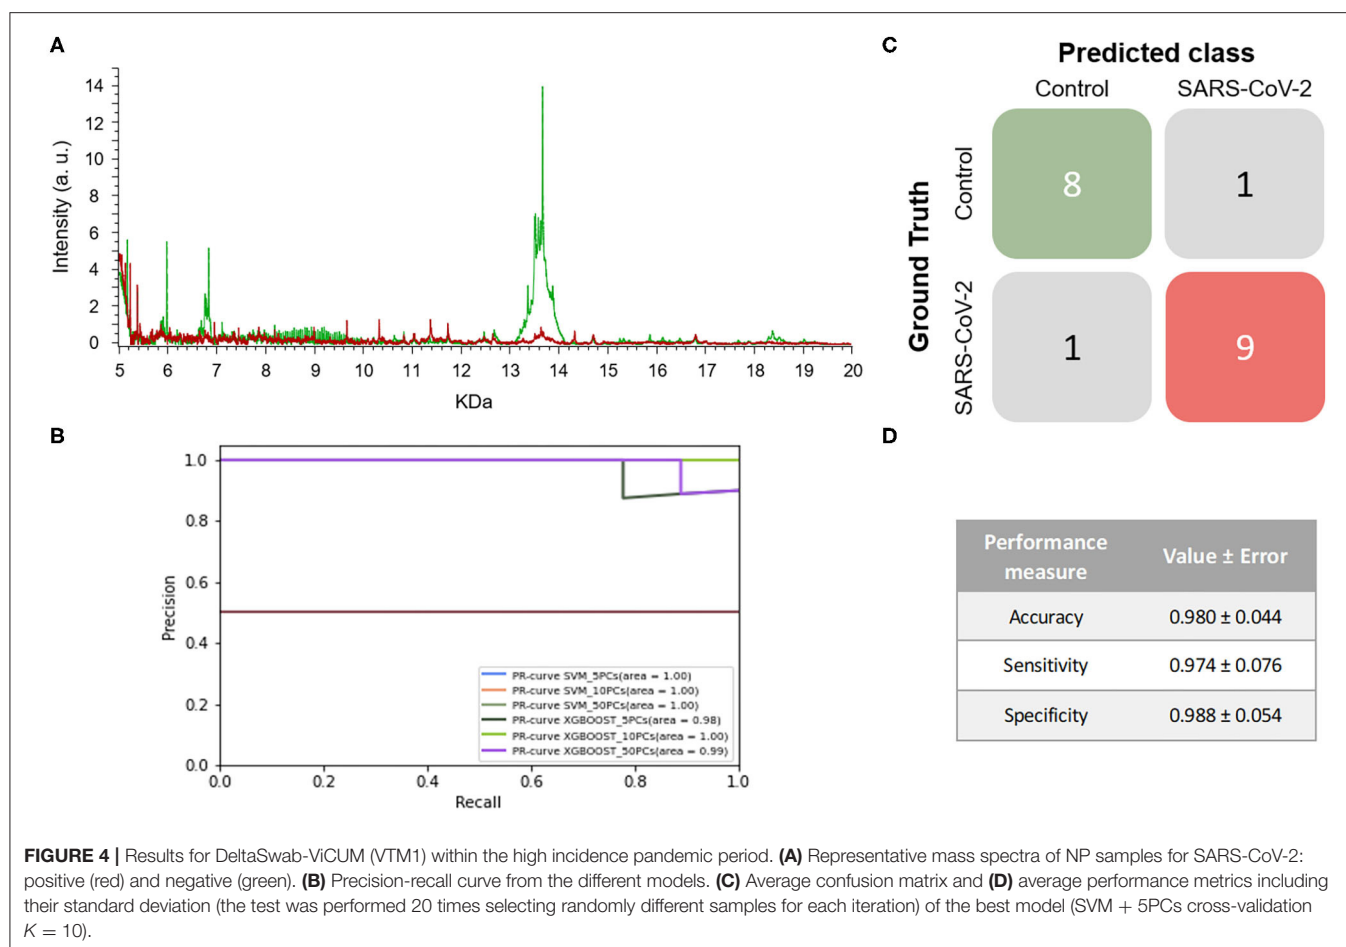 A
14
12
10
8
6
4
2
0
Intensity (a. u.)
5 6 7 8 9 10 11 12 13 14 15 16 17 18 19 20
KDa
B
1.0
0.8
0.6
0.4
0.2
0.0
Precision
PR-curve SVM_5PCs(area = 1.00)
PR-curve SVM_10PCs(area = 1.00)
PR-curve SVM_50PCs(area = 1.00)
PR-curve XGBOOST_5PCs(area = 0.98)
PR-curve XGBOOST_10PCs(area = 1.00)
PR-curve XGBOOST_50PCs(area = 0.99)
0.0 0.2 0.4 0.6 0.8 1.0
Recall
C
Predicted class
Control SARS-CoV-2
Ground Truth
Control
8 1
SARS-CoV-2
1 9
D
Performance measure Value ± Error
Accuracy 0.980 ± 0.044
Sensitivity 0.974 ± 0.076
Specificity 0.988 ± 0.054
FIGURE 4 | Results for DeltaSwab-ViCUM (VTM1) within the high incidence pandemic period. (A) Representative mass spectra of NP samples for SARS-CoV-2:
positive (red) and negative (green). (B) Precision-recall curve from the different models. (C) Average confusion matrix and (D) average performance metrics including
their standard deviation (the test was performed 20 times selecting randomly different samples for each iteration) of the best model (SVM + 5PCs cross-validation
K = 10).